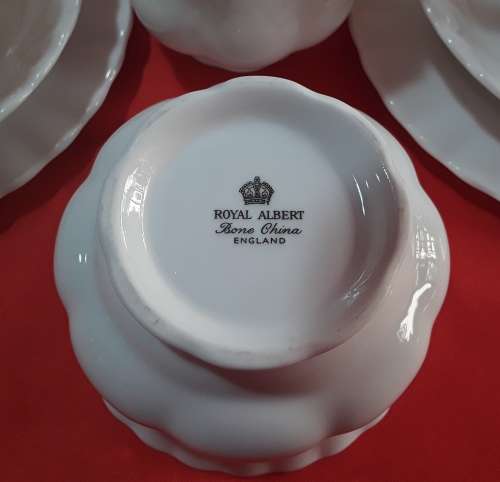 ROYAL ALBERT
Bone China
ENGLAND